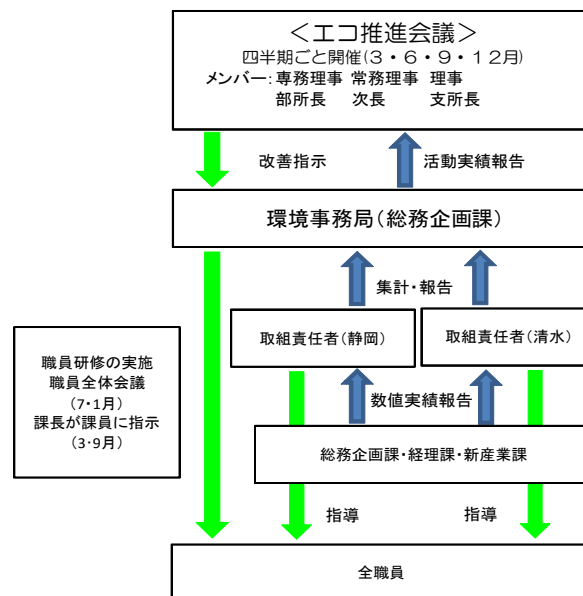 ＜エコ推進会議＞
四半期ごと開催(３・６・９・１２月)
メンバー：専務理事 常務理事 理事
部所長 次長 支所長
改善指示
活動実績報告
環境事務局（総務企画課）
集計・報告
取組責任者（静岡）
取組責任者（清水）
職員研修の実施
職員全体会議
（7・1月）
課長が課員に指示
（3・9月）
数値実績報告
総務企画課・経理課・新産業課
指導
指導
全職員